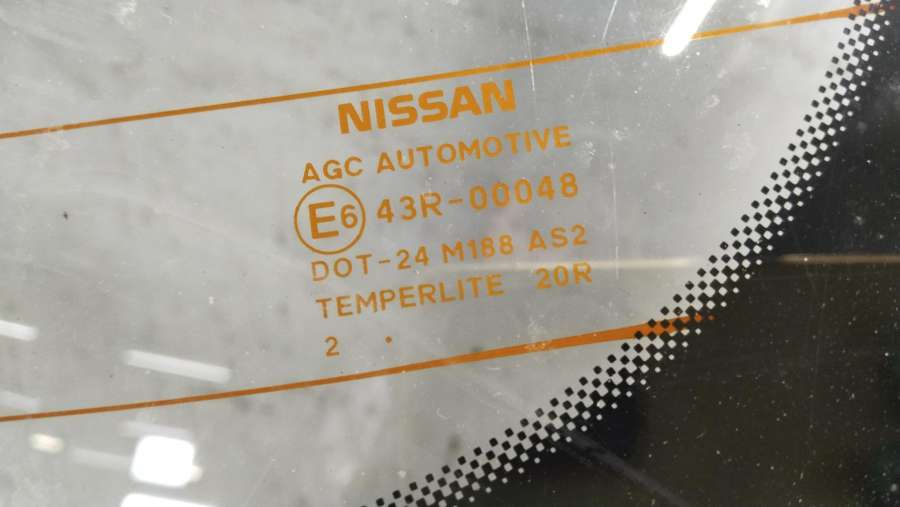 NISSAN
AGC AUTOMOTIVE
E6 43R-00048
DOT-24 M188 AS2
TEMPERLITE 20R
2 .